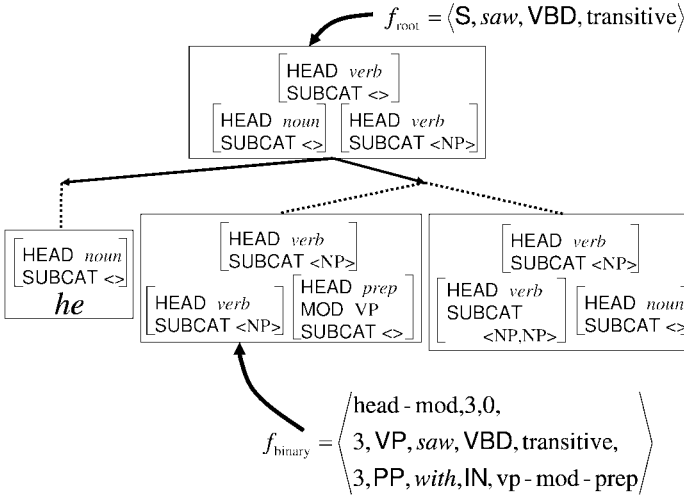 f_root = ⟨S, saw, VBD, transitive⟩
HEAD verb
SUBCAT <>
HEAD noun
SUBCAT <>
HEAD verb
SUBCAT <NP>
HEAD noun
SUBCAT <>
he
HEAD verb
SUBCAT <NP>
HEAD verb
SUBCAT <NP>
HEAD prep
MOD VP
SUBCAT <>
HEAD verb
SUBCAT <NP>
HEAD verb
SUBCAT
<NP,NP>
HEAD noun
SUBCAT <>
f_binary = ⟨head - mod,3,0,
3, VP, saw, VBD, transitive,
3, PP, with, IN, vp - mod - prep⟩